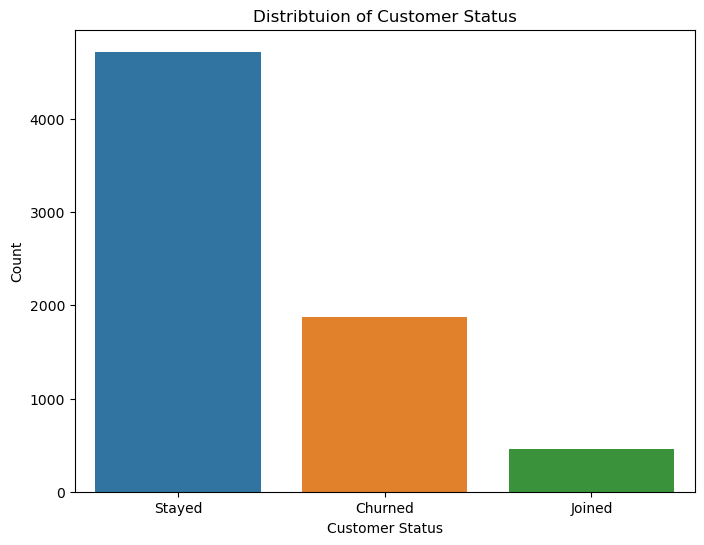 Distribtuion of Customer Status
4000
3000
2000
1000
0
Count
Stayed Churned Joined
Customer Status